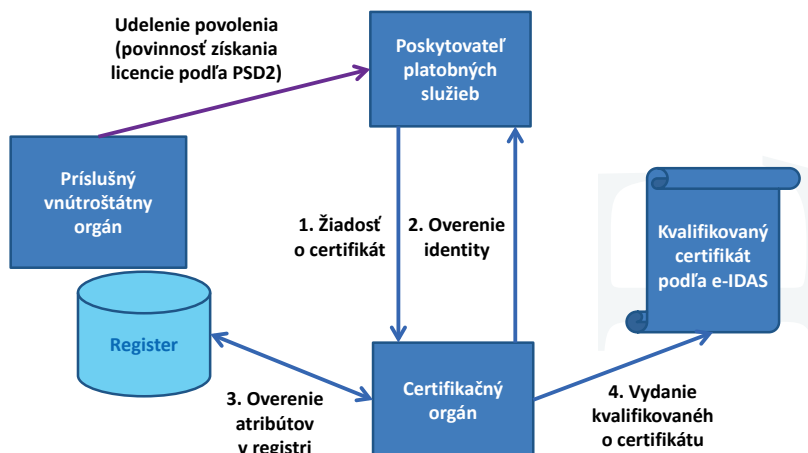 Udelenie povolenia
(povinnosť získania
licencie podľa PSD2)
Poskytovateľ
platobných
služieb
Príslušný
vnútroštátny
orgán
1. Žiadosť
o certifikát
2. Overenie
identity
Kvalifikovaný
certifikát
podľa e-IDAS
Register
3. Overenie
atribútov
v registri
Certifikačný
orgán
4. Vydanie
kvalifikovanéh
o certifikátu